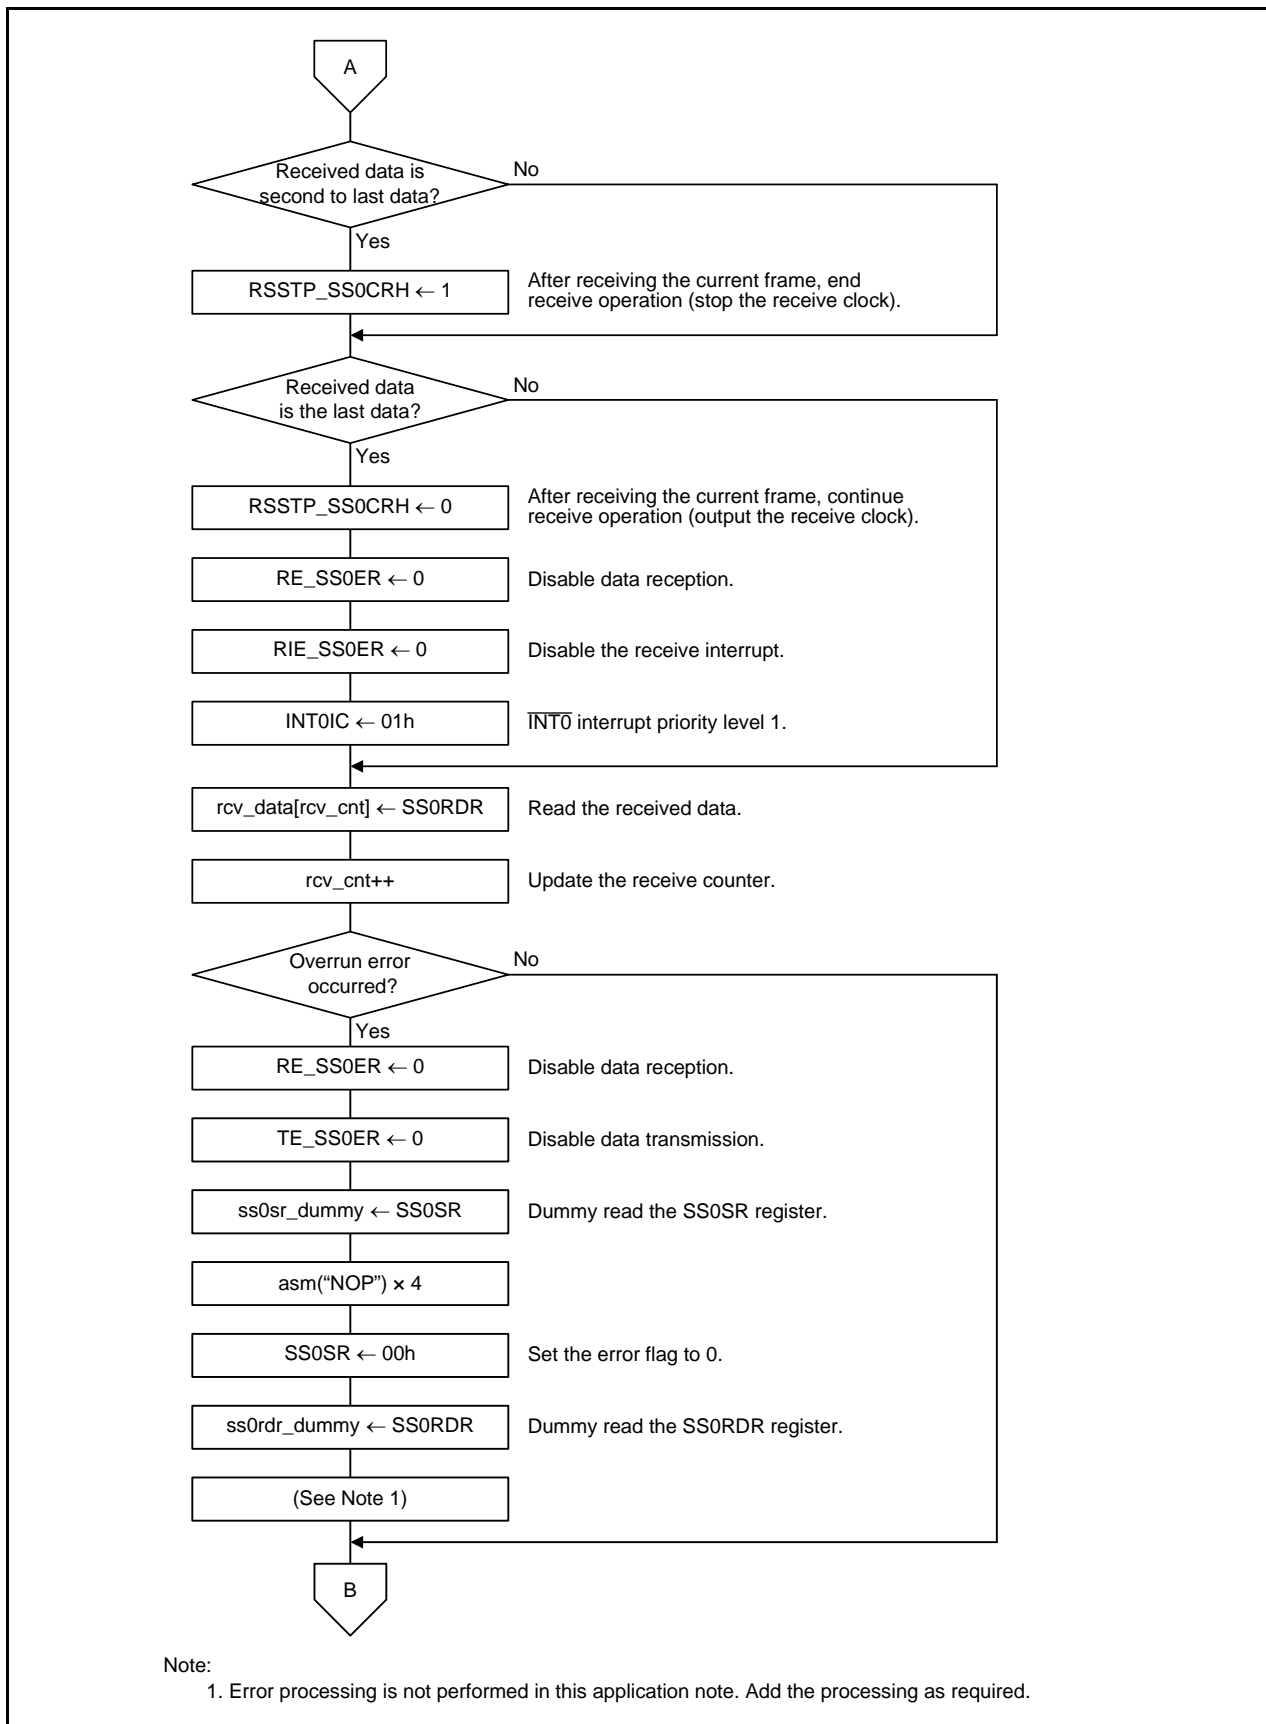 A
Received data is
second to last data?
No
Yes
RSSTP_SS0CRH ← 1
After receiving the current frame, end
receive operation (stop the receive clock).
Received data
is the last data?
No
Yes
RSSTP_SS0CRH ← 0
After receiving the current frame, continue
receive operation (output the receive clock).
RE_SS0ER ← 0
Disable data reception.
RIE_SS0ER ← 0
Disable the receive interrupt.
INT0IC ← 01h
I̅N̅T̅0̅ interrupt priority level 1.
rcv_data[rcv_cnt] ← SS0RDR
Read the received data.
rcv_cnt++
Update the receive counter.
Overrun error
occurred?
No
Yes
RE_SS0ER ← 0
Disable data reception.
TE_SS0ER ← 0
Disable data transmission.
ss0sr_dummy ← SS0SR
Dummy read the SS0SR register.
asm(“NOP”) × 4
SS0SR ← 00h
Set the error flag to 0.
ss0rdr_dummy ← SS0RDR
Dummy read the SS0RDR register.
(See Note 1)
B
Note:
1. Error processing is not performed in this application note. Add the processing as required.